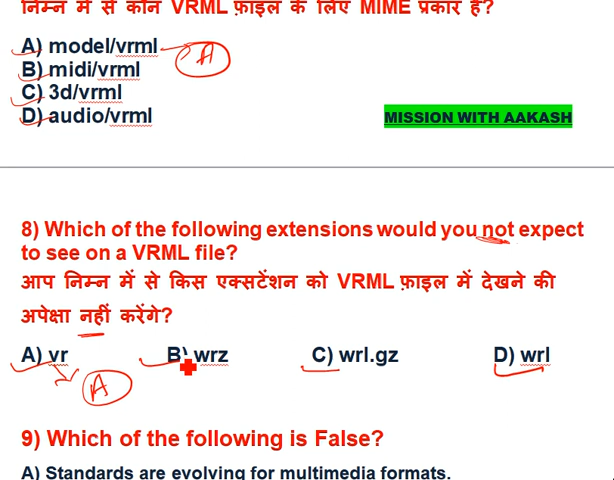 निम्न में से कौन VRML फ़ाइल के लिए MIME प्रकार है?
A) model/vrml
A
B) midi/vrml
C) 3d/vrml
D) audio/vrml
MISSION WITH AAKASH
8) Which of the following extensions would you not expect
to see on a VRML file?
आप निम्न में से किस एक्सटेंशन को VRML फ़ाइल में देखने की
अपेक्षा नहीं करेंगे?
A) vr B) wrz C) wrl.gz D) wrl
A
9) Which of the following is False?
A) Standards are evolving for multimedia formats.